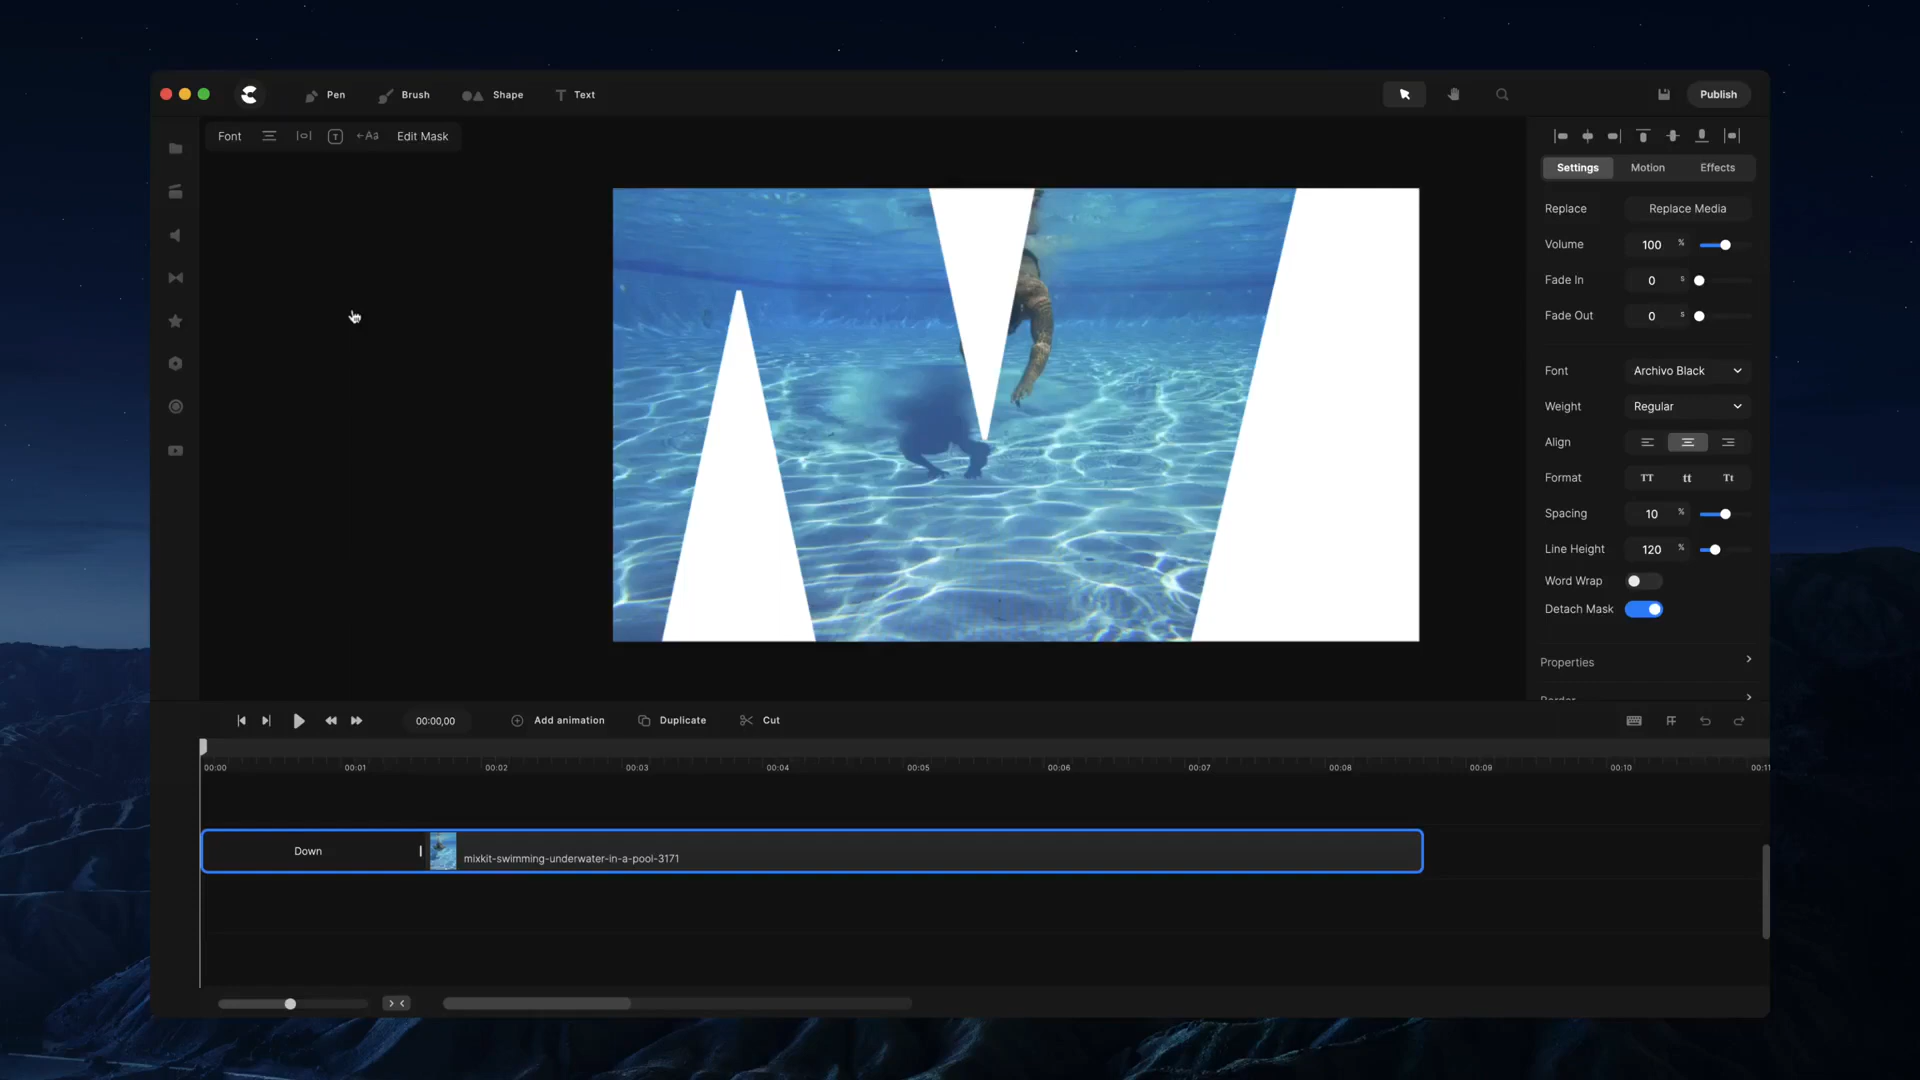 Pen
Brush
Shape
Text
Publish
Font
Aa
Edit Mask
Settings
Motion
Effects
Replace
Replace Media
Volume
100 %
Fade In
0 s
Fade Out
0 s
Font
Archivo Black
Weight
Regular
Align
Format
TT
tt
Tt
Spacing
10 %
Line Height
120 %
Word Wrap
Detach Mask
Properties
Border
00:00,00
Add animation
Duplicate
Cut
00:00
00:01
00:02
00:03
00:04
00:05
00:06
00:07
00:08
00:09
00:10
00:11
Down
mixkit-swimming-underwater-in-a-pool-3171